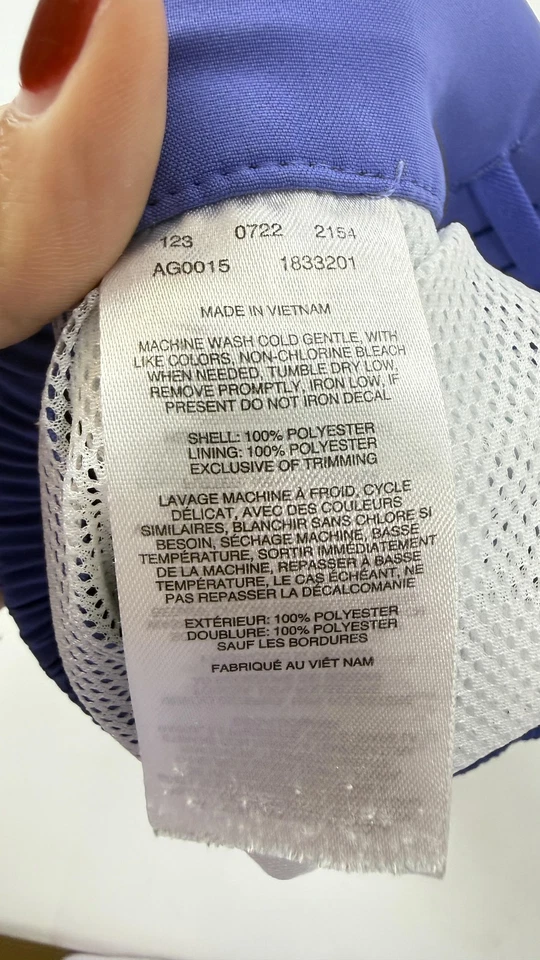 123 0722 2154
AG0015 1833201
MADE IN VIETNAM
MACHINE WASH COLD GENTLE, WITH
LIKE COLORS, NON-CHLORINE BLEACH
WHEN NEEDED, TUMBLE DRY LOW,
REMOVE PROMPTLY, IRON LOW, IF
PRESENT DO NOT IRON DECAL
SHELL: 100% POLYESTER
LINING: 100% POLYESTER
EXCLUSIVE OF TRIMMING
LAVAGE MACHINE À FROID, CYCLE
DÉLICAT, AVEC DES COULEURS
SIMILAIRES, BLANCHIR SANS CHLORE SI
BESOIN, SÉCHAGE MACHINE, BASSE
TEMPÉRATURE, SORTIR IMMÉDIATEMENT
DE LA MACHINE, REPASSER À BASSE
TEMPÉRATURE, LE CAS ÉCHÉANT, NE
PAS REPASSER LA DÉCALCOMANIE
EXTÉRIEUR: 100% POLYESTER
DOUBLURE: 100% POLYESTER
SAUF LES BORDURES
FABRIQUÉ AU VIÊT NAM